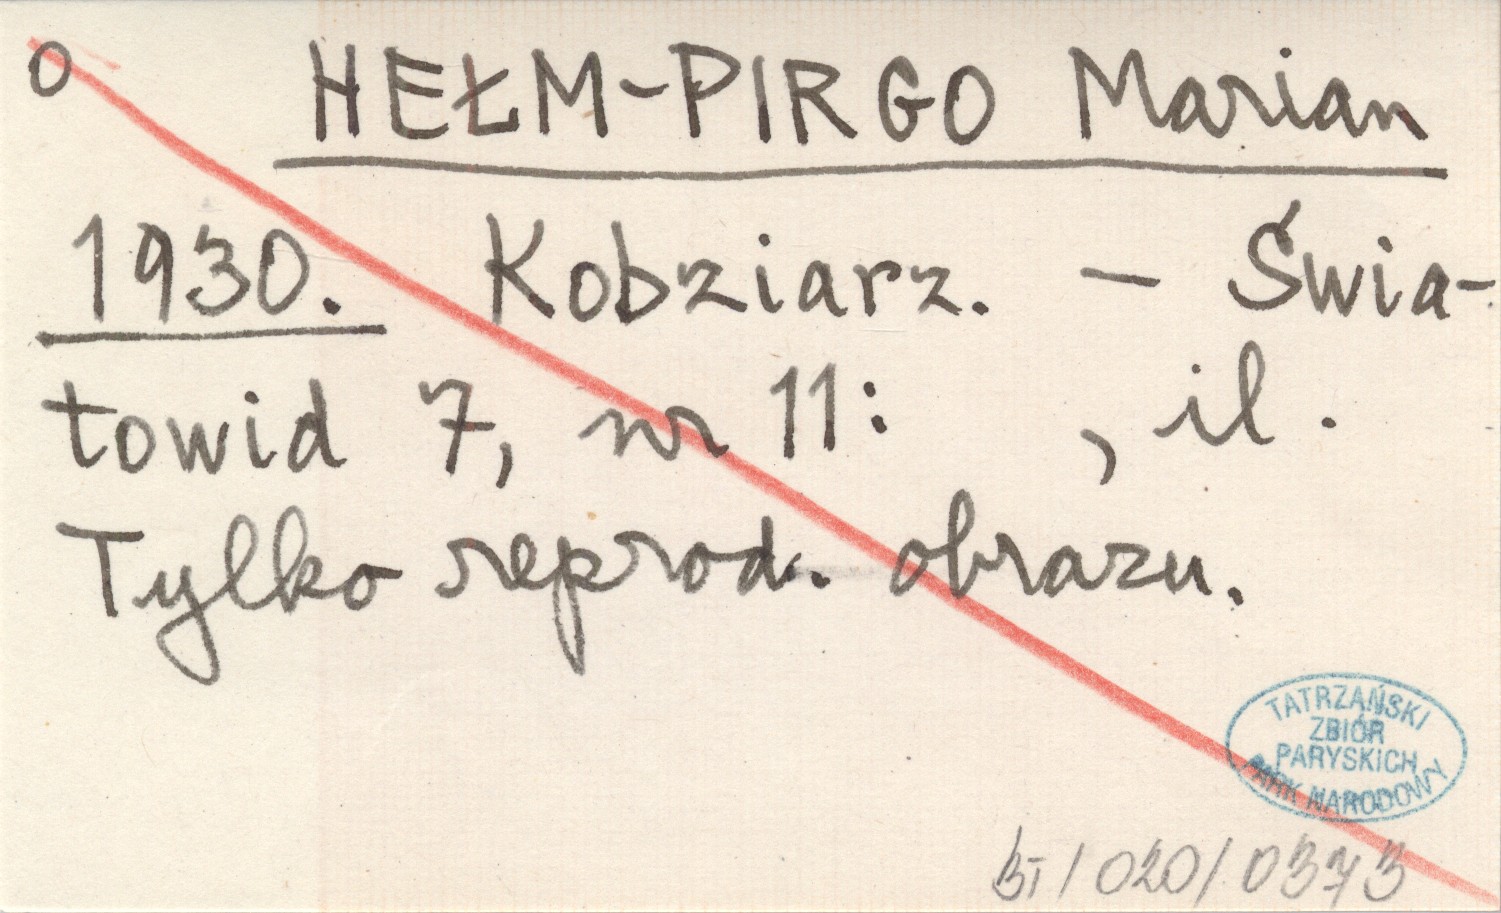 o HEŁM-PIRGO Marian
1930. Kobziarz. - Świa-
towid 7, nr 11: , il.
Tylko reprod. obrazu.
TATRZAŃSKI
ZBIÓR
PARYSKICH
PARK NARODOWY
/ 020 / 0373